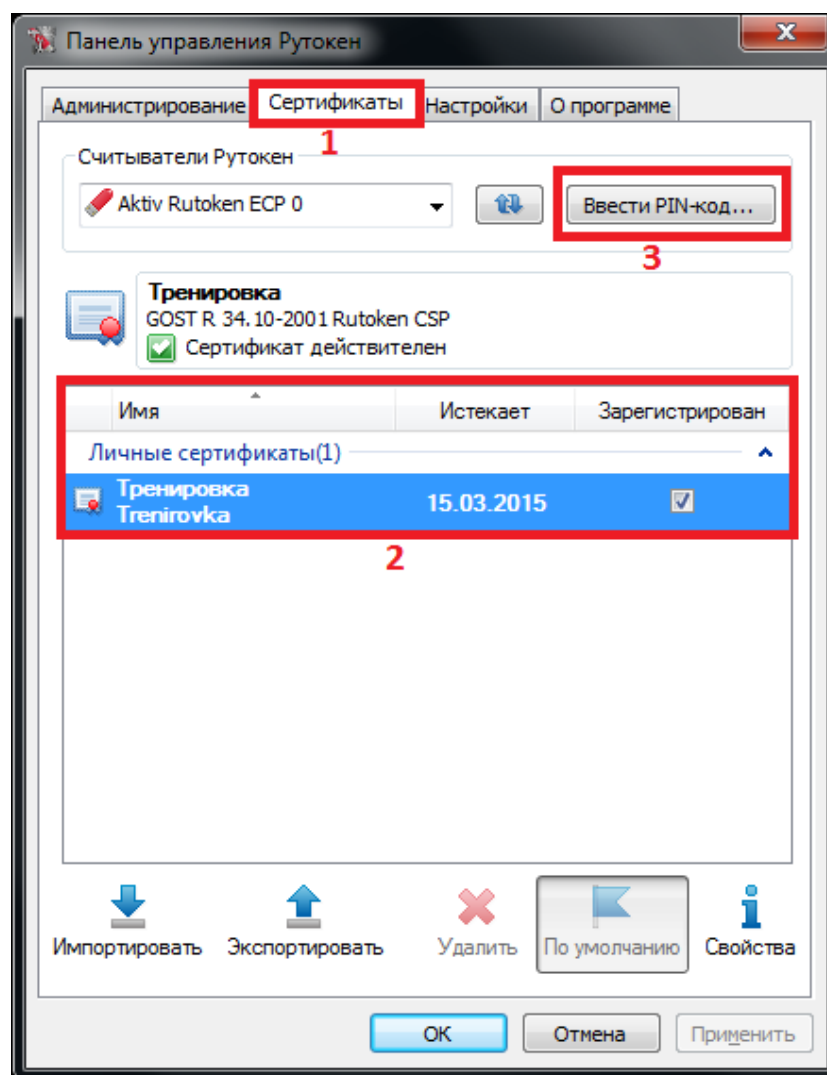 Панель управления Рутокен
Администрирование Сертификаты Настройки О программе
1
Считыватели Рутокен
Aktiv Rutoken ECP 0 Ввести PIN-код...
3
Тренировка
GOST R 34.10-2001 Rutoken CSP
Сертификат действителен
Имя Истекает Зарегистрирован
Личные сертификаты(1)
Тренировка
Trenirovka 15.03.2015
2
Импортировать Экспортировать Удалить По умолчанию Свойства
ОК Отмена Применить